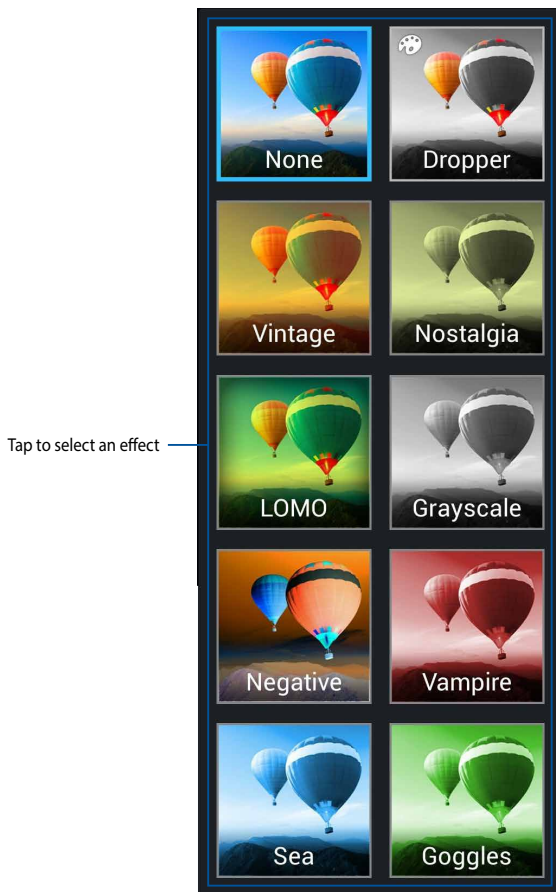 None
Dropper
Vintage
Nostalgia
Tap to select an effect
LOMO
Grayscale
Negative
Vampire
Sea
Goggles